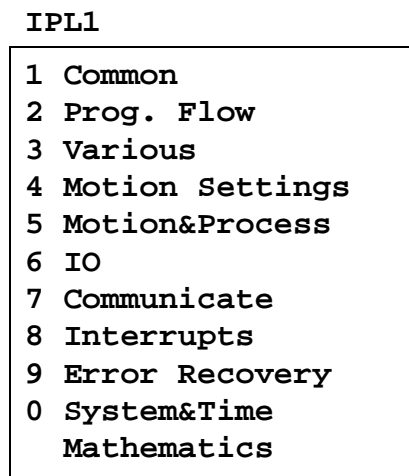 IPL1
1 Common
2 Prog. Flow
3 Various
4 Motion Settings
5 Motion&Process
6 IO
7 Communicate
8 Interrupts
9 Error Recovery
0 System&Time
Mathematics